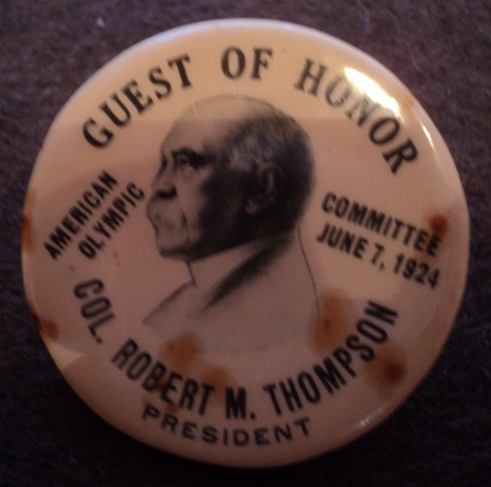 GUEST OF HONOR
AMERICAN
OLYMPIC
COMMITTEE
JUNE 7, 1924
COL. ROBERT M. THOMPSON
PRESIDENT